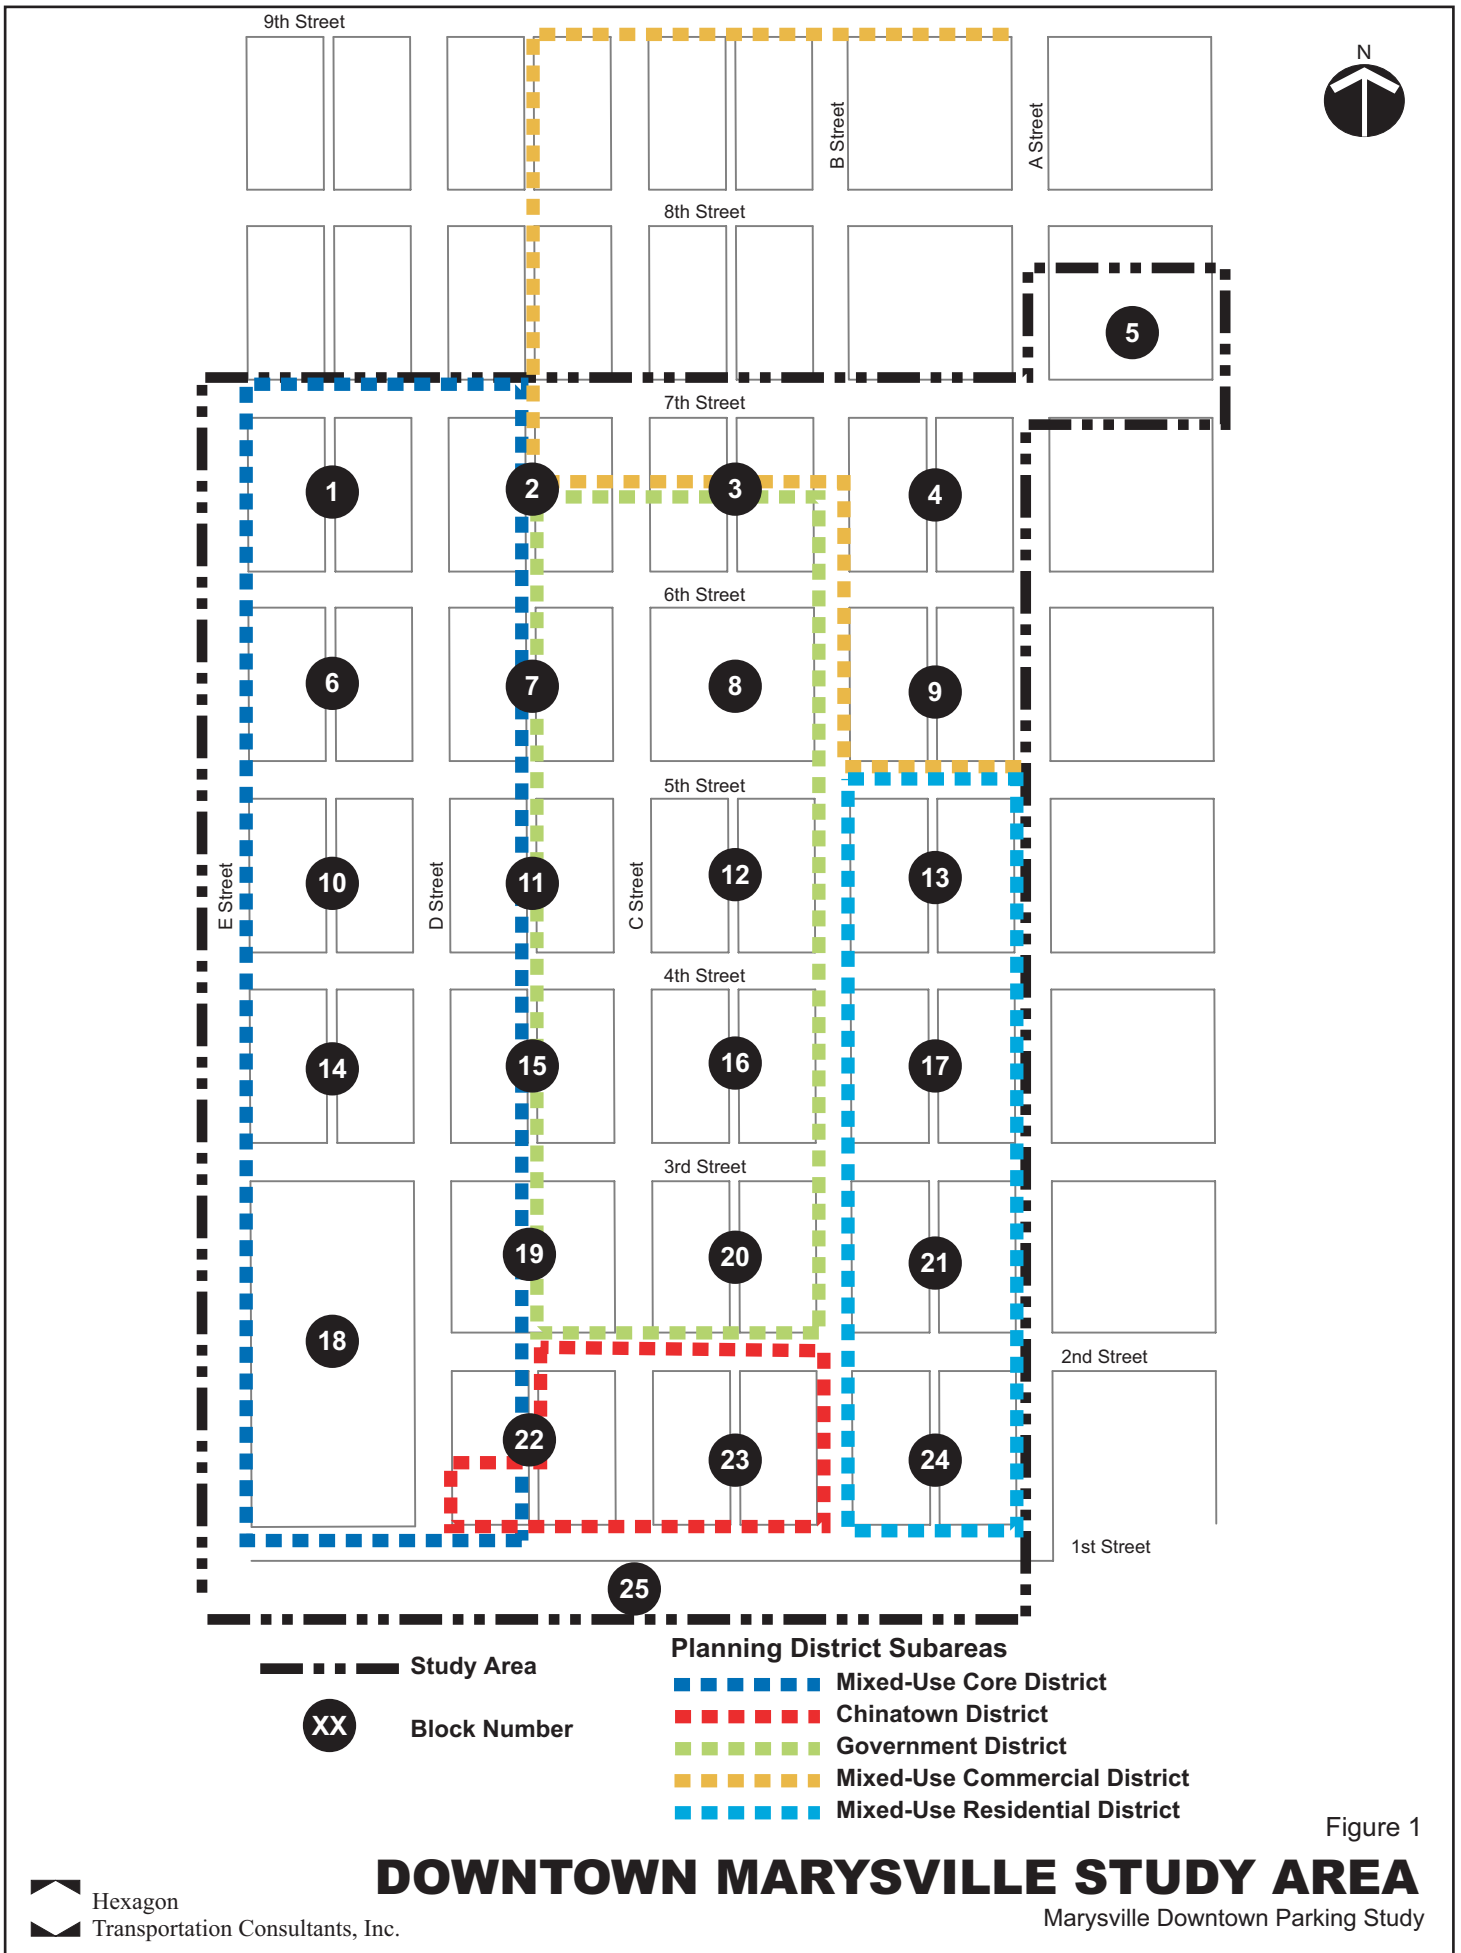 9th Street
N
B Street
A Street
8th Street
5
7th Street
1
2
3
4
6th Street
6
7
8
9
5th Street
E Street
D Street
C Street
10
11
12
13
4th Street
14
15
16
17
3rd Street
18
19
20
21
2nd Street
22
23
24
1st Street
25
Study Area
XX
Block Number
Planning District Subareas
Mixed-Use Core District
Chinatown District
Government District
Mixed-Use Commercial District
Mixed-Use Residential District
Figure 1
DOWNTOWN MARYSVILLE STUDY AREA
Marysville Downtown Parking Study
Hexagon
Transportation Consultants, Inc.